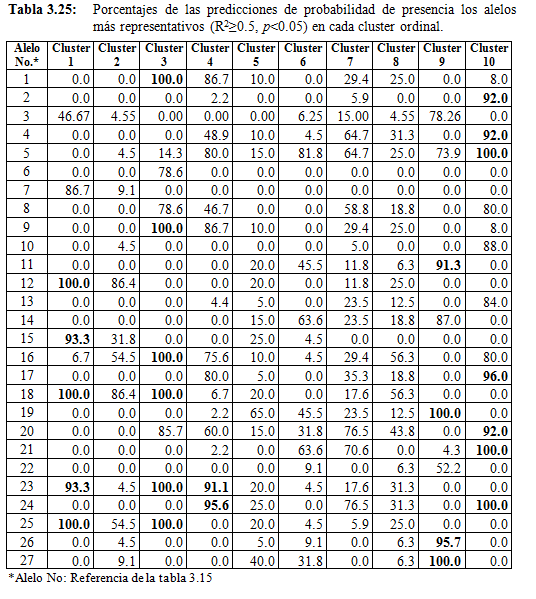 Tabla 3.25: Porcentajes de las predicciones de probabilidad de presencia los alelos
más representativos (R²≥0.5, p<0.05) en cada cluster ordinal.
Alelo No.* Cluster 1 Cluster 2 Cluster 3 Cluster 4 Cluster 5 Cluster 6 Cluster 7 Cluster 8 Cluster 9 Cluster 10
1 0.0 0.0 100.0 86.7 10.0 0.0 29.4 25.0 0.0 8.0
2 0.0 0.0 0.0 2.2 0.0 0.0 5.9 0.0 0.0 92.0
3 46.67 4.55 0.00 0.00 0.00 6.25 15.00 4.55 78.26 0.0
4 0.0 0.0 0.0 48.9 10.0 4.5 64.7 31.3 0.0 92.0
5 0.0 4.5 14.3 80.0 15.0 81.8 64.7 25.0 73.9 100.0
6 0.0 0.0 78.6 0.0 0.0 0.0 0.0 0.0 0.0 0.0
7 86.7 9.1 0.0 0.0 0.0 0.0 0.0 0.0 0.0 0.0
8 0.0 0.0 78.6 46.7 0.0 0.0 58.8 18.8 0.0 80.0
9 0.0 0.0 100.0 86.7 10.0 0.0 29.4 25.0 0.0 8.0
10 0.0 4.5 0.0 0.0 0.0 0.0 5.0 0.0 0.0 88.0
11 0.0 0.0 0.0 0.0 20.0 45.5 11.8 6.3 91.3 0.0
12 100.0 86.4 0.0 0.0 20.0 0.0 11.8 25.0 0.0 0.0
13 0.0 0.0 0.0 4.4 5.0 0.0 23.5 12.5 0.0 84.0
14 0.0 0.0 0.0 0.0 15.0 63.6 23.5 18.8 87.0 0.0
15 93.3 31.8 0.0 0.0 25.0 4.5 0.0 0.0 0.0 0.0
16 6.7 54.5 100.0 75.6 10.0 4.5 29.4 56.3 0.0 80.0
17 0.0 0.0 0.0 80.0 5.0 0.0 35.3 18.8 0.0 96.0
18 100.0 86.4 100.0 6.7 20.0 0.0 17.6 56.3 0.0 0.0
19 0.0 0.0 0.0 2.2 65.0 45.5 23.5 12.5 100.0 0.0
20 0.0 0.0 85.7 60.0 15.0 31.8 76.5 43.8 0.0 92.0
21 0.0 0.0 0.0 2.2 0.0 63.6 70.6 0.0 4.3 100.0
22 0.0 0.0 0.0 0.0 0.0 9.1 0.0 6.3 52.2 0.0
23 93.3 4.5 100.0 91.1 20.0 4.5 17.6 31.3 0.0 0.0
24 0.0 0.0 0.0 95.6 25.0 0.0 76.5 31.3 0.0 100.0
25 100.0 54.5 100.0 0.0 20.0 4.5 5.9 25.0 0.0 0.0
26 0.0 4.5 0.0 0.0 5.0 9.1 0.0 6.3 95.7 0.0
27 0.0 9.1 0.0 0.0 40.0 31.8 0.0 6.3 100.0 0.0
*Alelo No: Referencia de la tabla 3.15